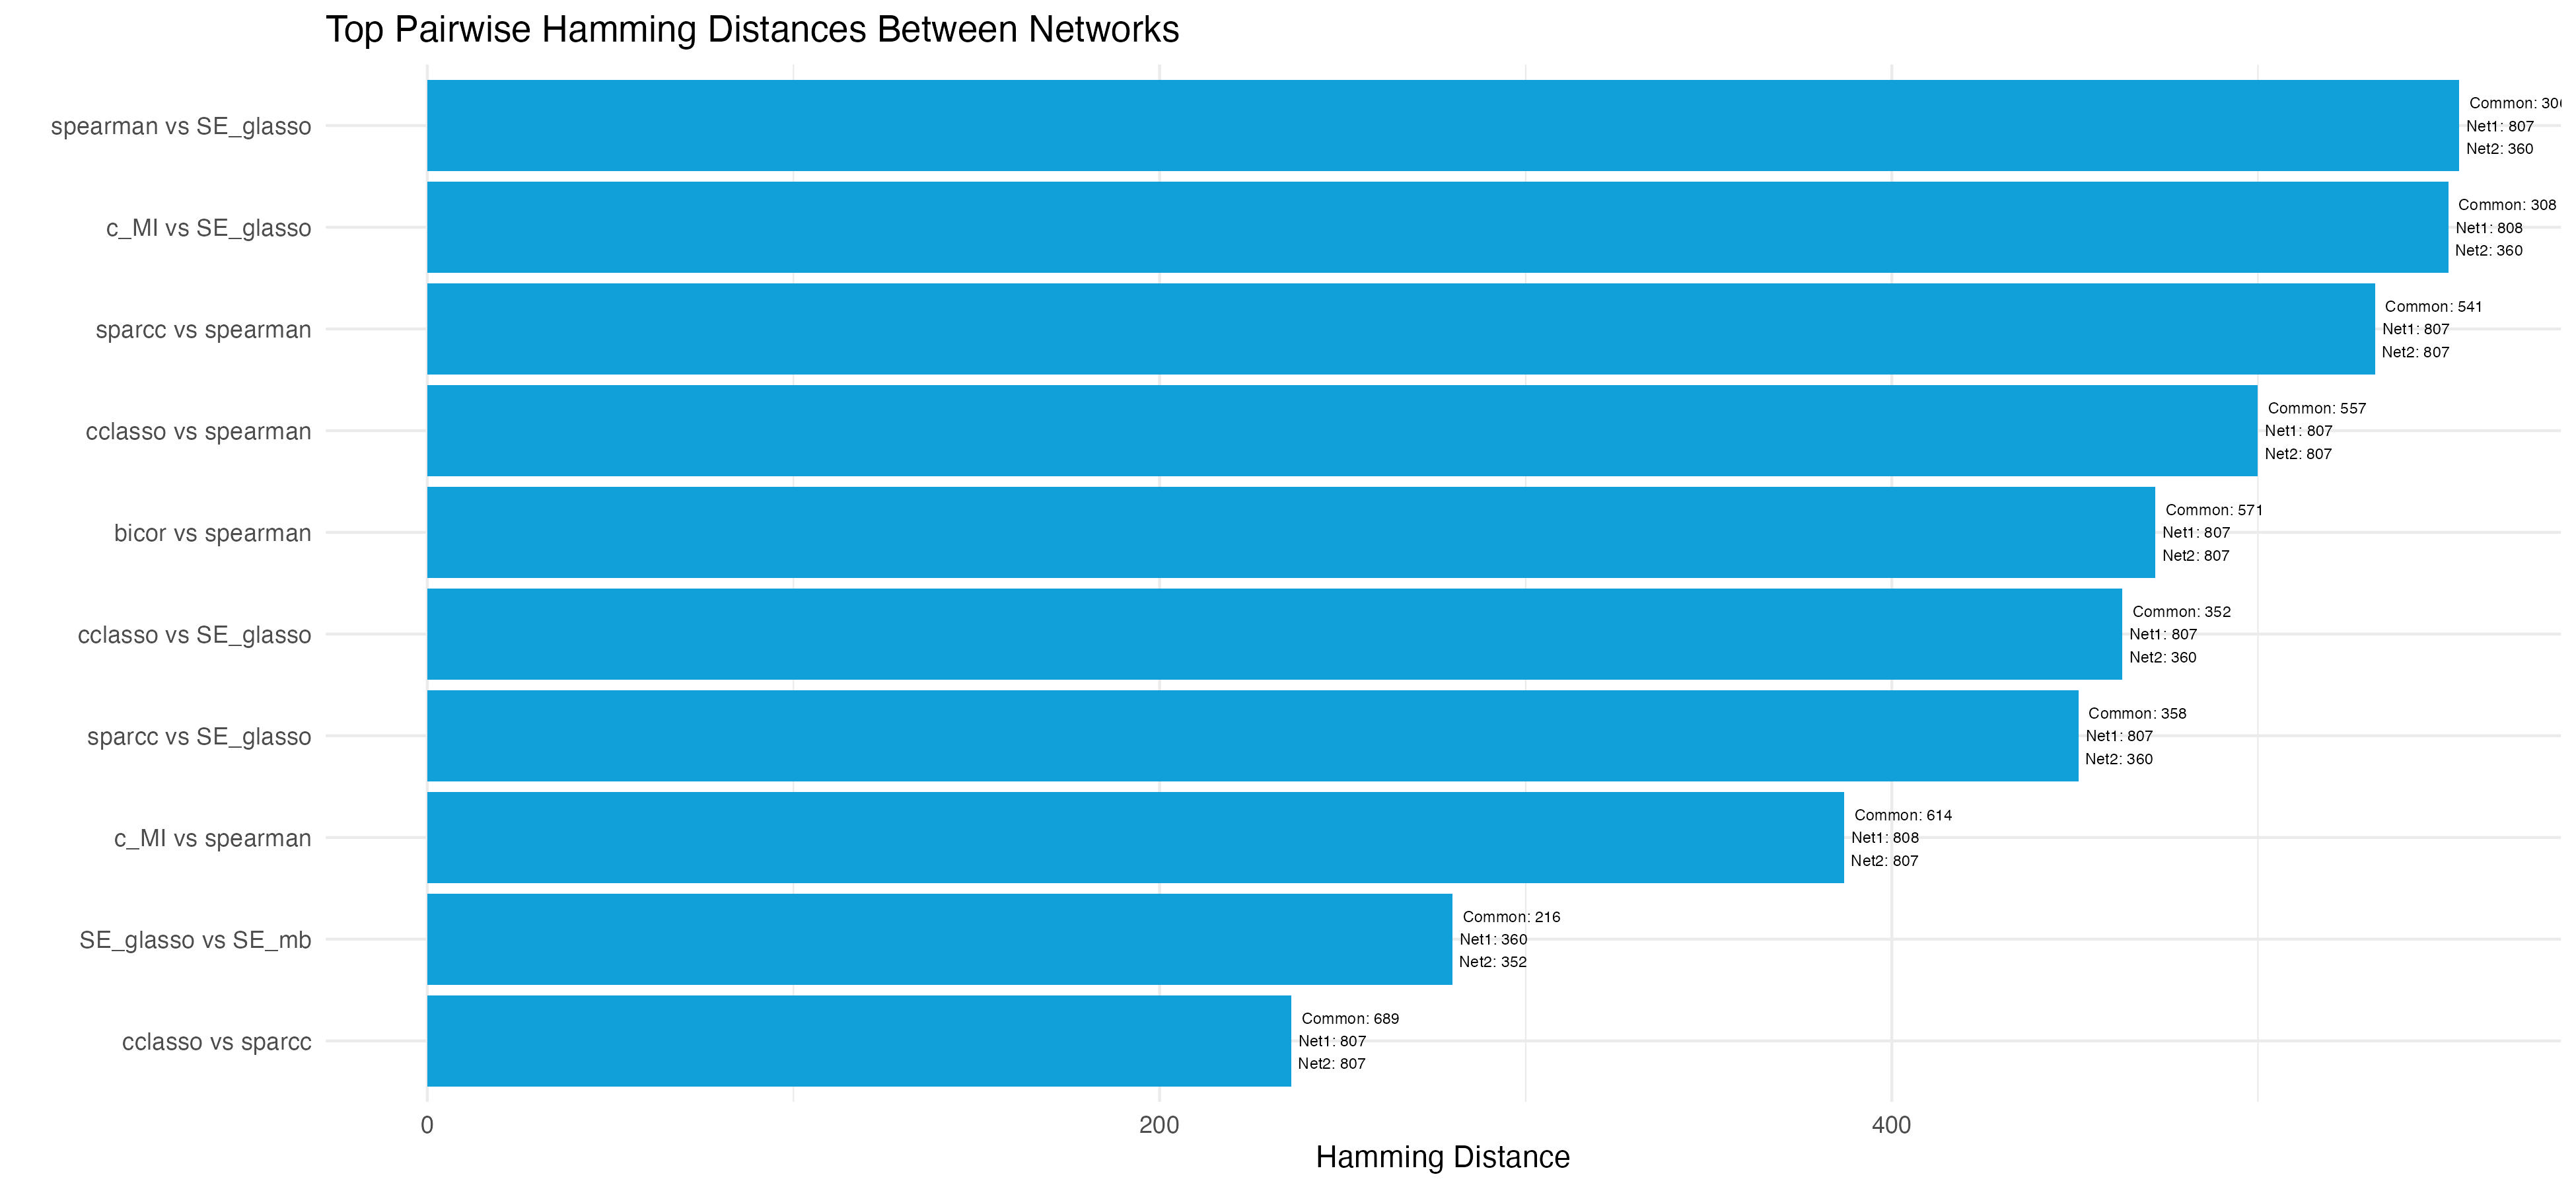 Top Pairwise Hamming Distances Between Networks
spearman vs SE_glasso
Common: 306
Net1: 807
Net2: 360
c_MI vs SE_glasso
Common: 308
Net1: 808
Net2: 360
sparcc vs spearman
Common: 541
Net1: 807
Net2: 807
cclasso vs spearman
Common: 557
Net1: 807
Net2: 807
bicor vs spearman
Common: 571
Net1: 807
Net2: 807
cclasso vs SE_glasso
Common: 352
Net1: 807
Net2: 360
sparcc vs SE_glasso
Common: 358
Net1: 807
Net2: 360
c_MI vs spearman
Common: 614
Net1: 808
Net2: 807
SE_glasso vs SE_mb
Common: 216
Net1: 360
Net2: 352
cclasso vs sparcc
Common: 689
Net1: 807
Net2: 807
0 200 400
Hamming Distance